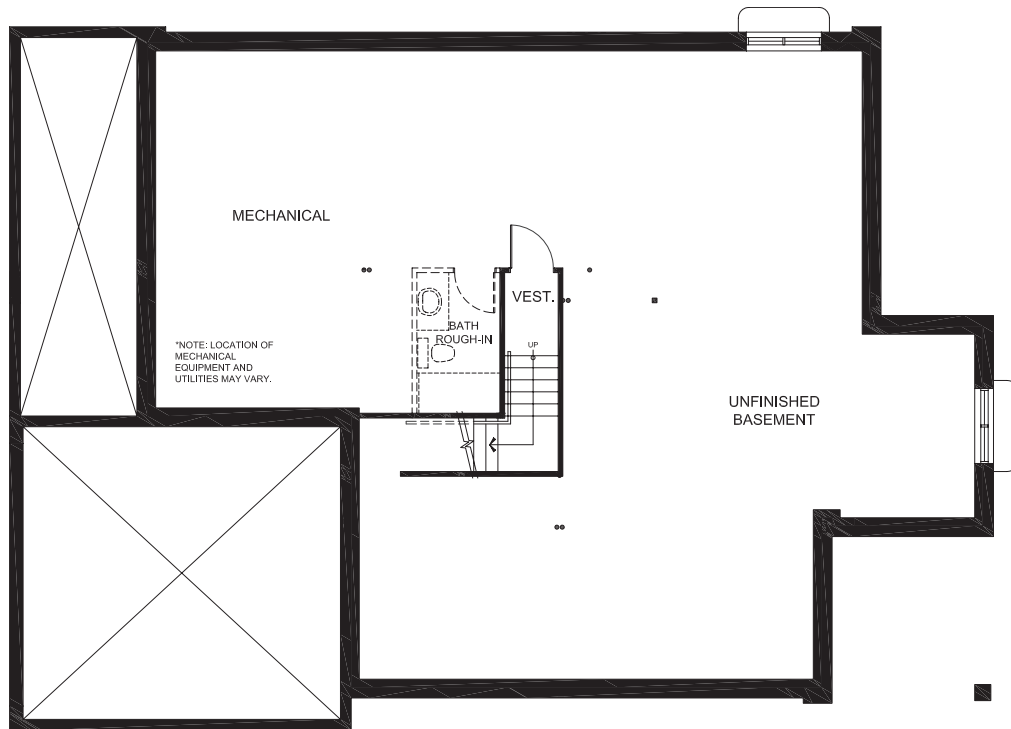 MECHANICAL
VEST.
BATH
ROUGH-IN
UP
*NOTE: LOCATION OF
MECHANICAL
EQUIPMENT AND
UTILITIES MAY VARY.
UNFINISHED
BASEMENT